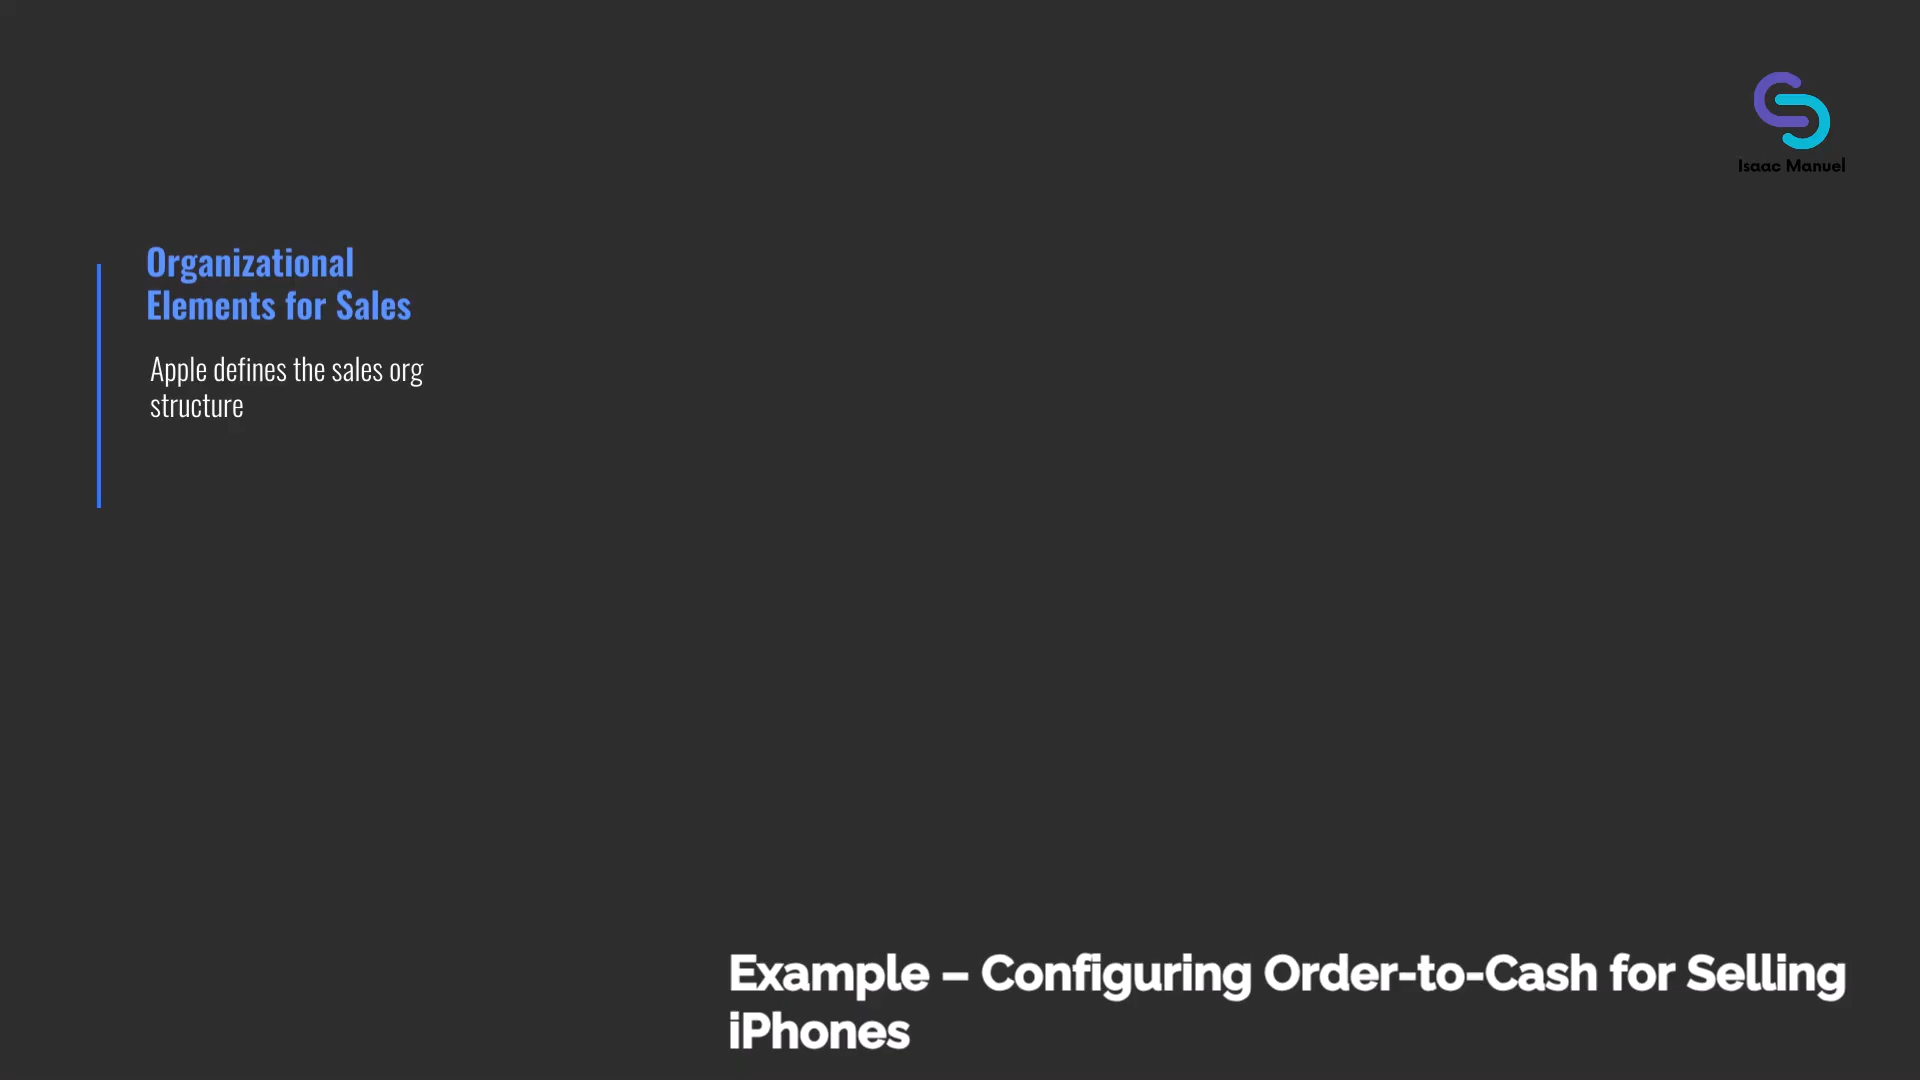 Isaac Manuel
Organizational
Elements for Sales
Apple defines the sales org
structure
Example – Configuring Order-to-Cash for Selling
iPhones